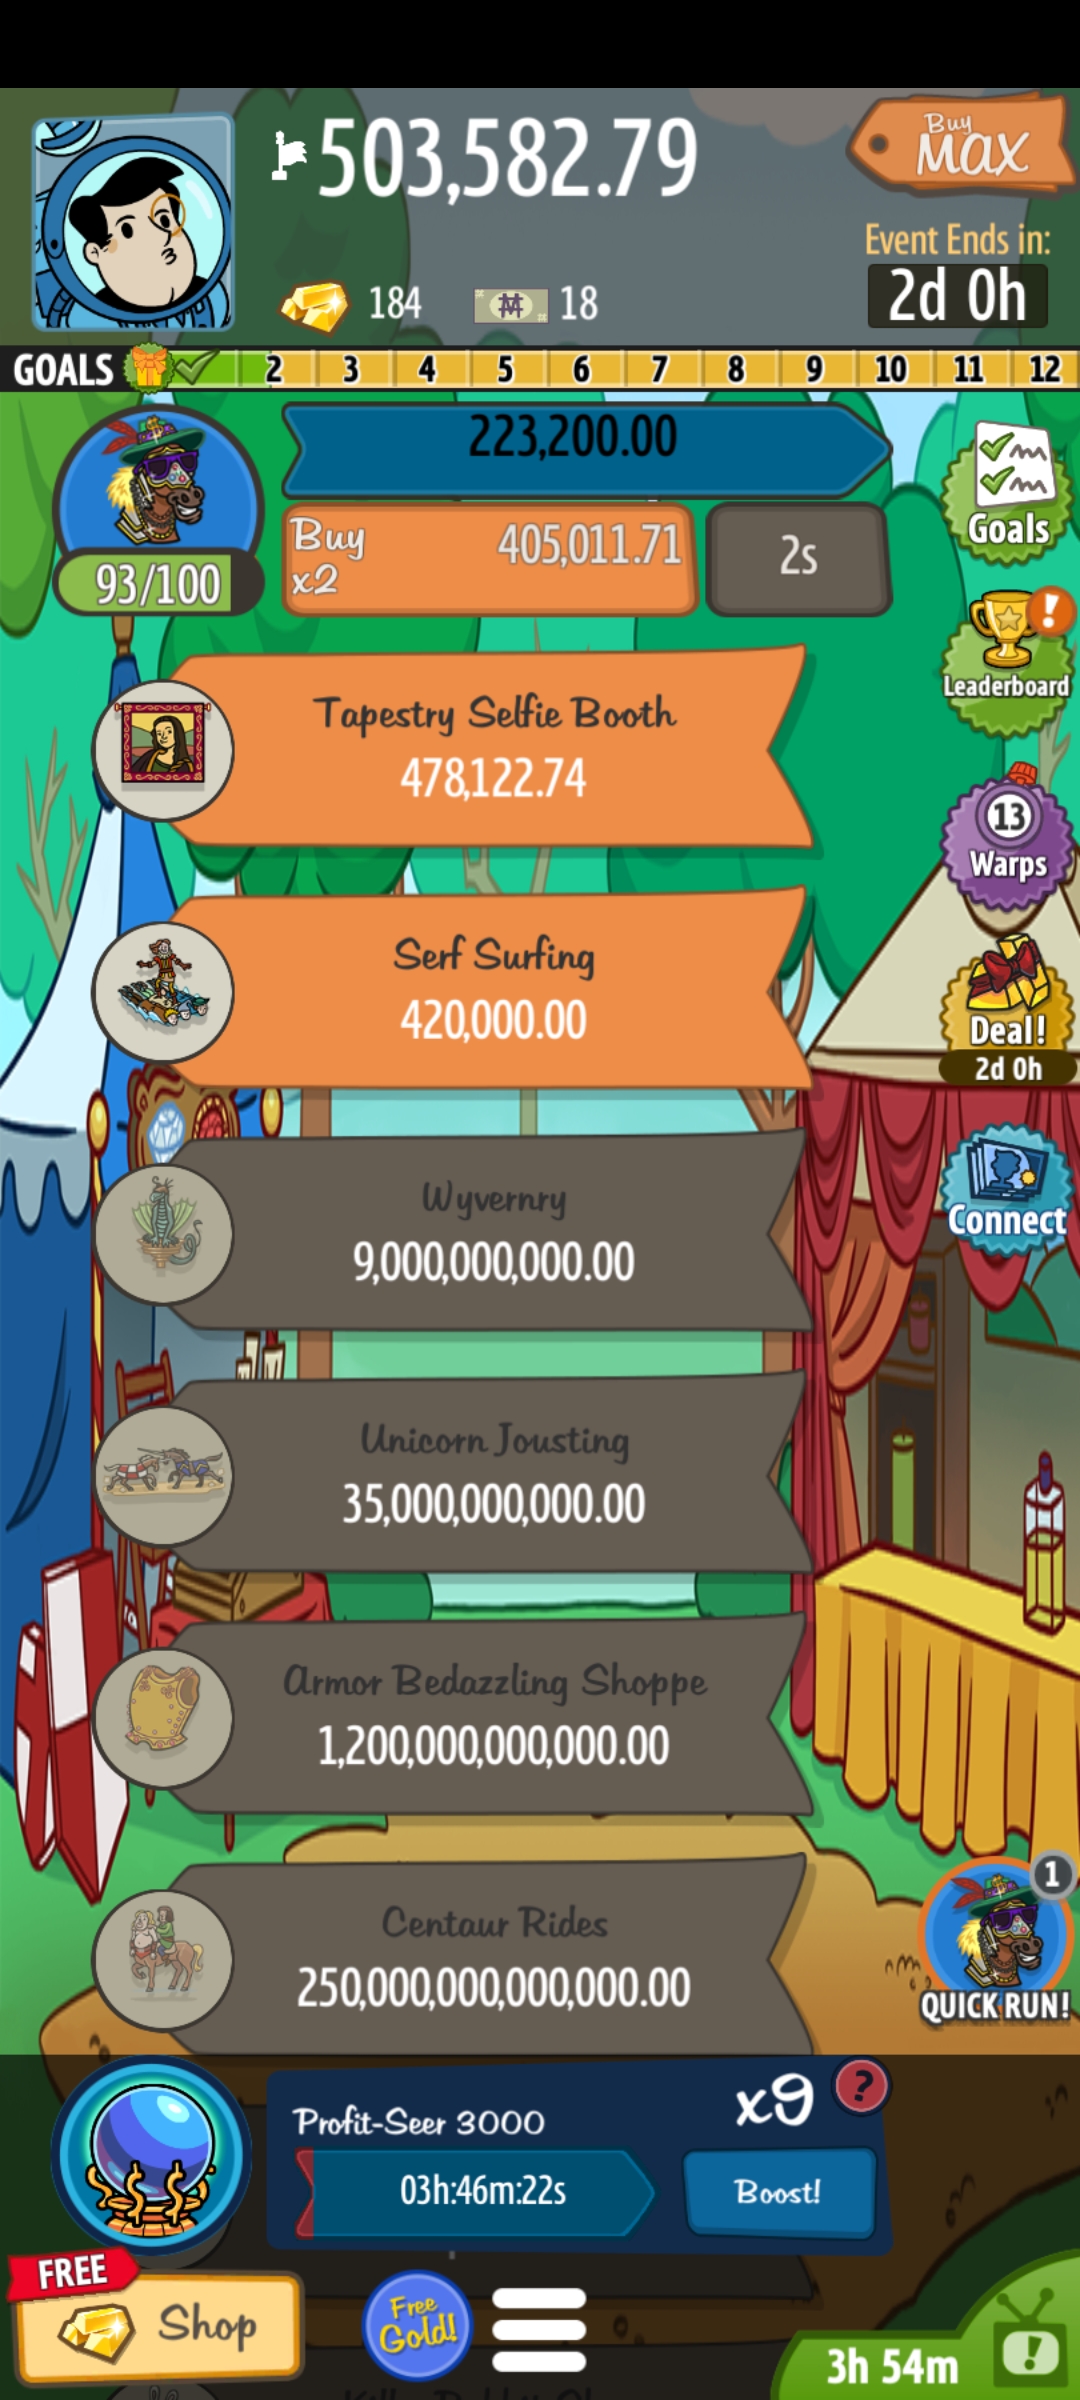 503,582.79
Buy
MAX
Event Ends in:
2d 0h
184
18
GOALS 2 3 4 5 6 7 8 9 10 11 12
223,200.00
Buy
x2
405,011.71
2s
93/100
Goals
Leaderboard
Tapestry Selfie Booth
478,122.74
13
Warps
Serf Surfing
420,000.00
Deal!
2d 0h
Wyvernry
9,000,000,000.00
Connect
Unicorn Jousting
35,000,000,000.00
Armor Bedazzling Shoppe
1,200,000,000,000.00
Centaur Rides
250,000,000,000,000.00
1
QUICK RUN!
Profit-Seer 3000
x9
?
03h:46m:22s
Boost!
FREE
Shop
Free
Gold!
3h 54m